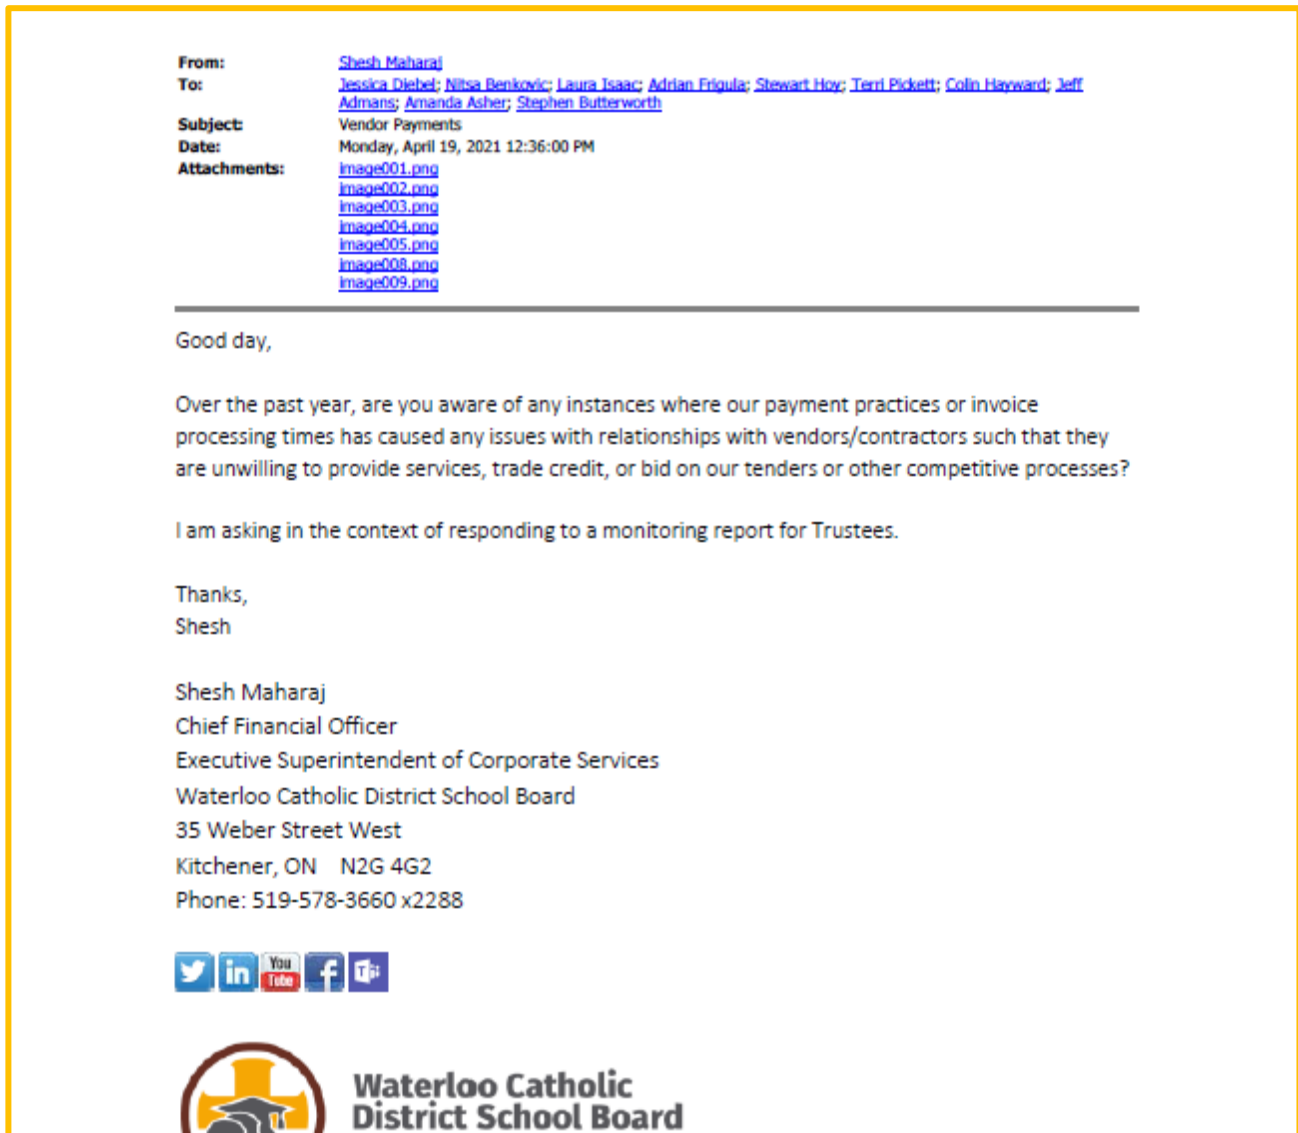 From: Shesh Maharaj
To: Jessica Diebel; Nitsa Benkovic; Laura Isaac; Adrian Frigula; Stewart Hoy; Terri Pickett; Colin Hayward; Jeff
Admans; Amanda Asher; Stephen Butterworth
Subject: Vendor Payments
Date: Monday, April 19, 2021 12:36:00 PM
Attachments: image001.png
image002.png
image003.png
image004.png
image005.png
image008.png
image009.png
Good day,
Over the past year, are you aware of any instances where our payment practices or invoice
processing times has caused any issues with relationships with vendors/contractors such that they
are unwilling to provide services, trade credit, or bid on our tenders or other competitive processes?
I am asking in the context of responding to a monitoring report for Trustees.
Thanks,
Shesh
Shesh Maharaj
Chief Financial Officer
Executive Superintendent of Corporate Services
Waterloo Catholic District School Board
35 Weber Street West
Kitchener, ON N2G 4G2
Phone: 519-578-3660 x2288
in You Tube f T
Waterloo Catholic
District School Board